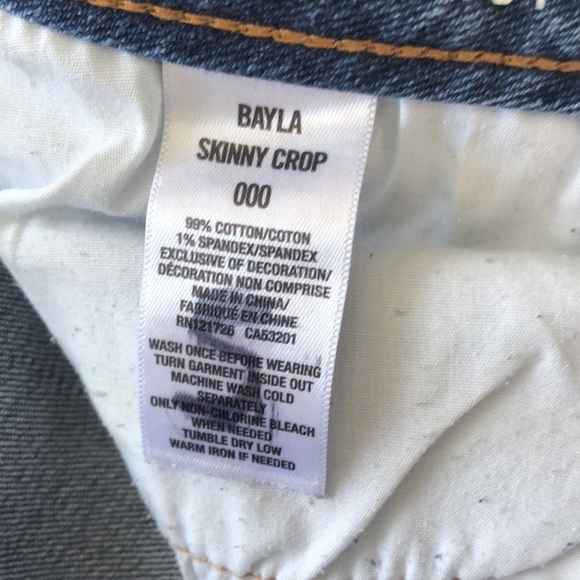 BAYLA
SKINNY CROP
000
99% COTTON/COTON
1% SPANDEX/SPANDEX
EXCLUSIVE OF DECORATION/
DÉCORATION NON COMPRISE
MADE IN CHINA/
FABRIQUÉ EN CHINE
RN121726 CA53201
WASH ONCE BEFORE WEARING
TURN GARMENT INSIDE OUT
MACHINE WASH COLD
SEPARATELY
ONLY NON-CHLORINE BLEACH
WHEN NEEDED
TUMBLE DRY LOW
WARM IRON IF NEEDED